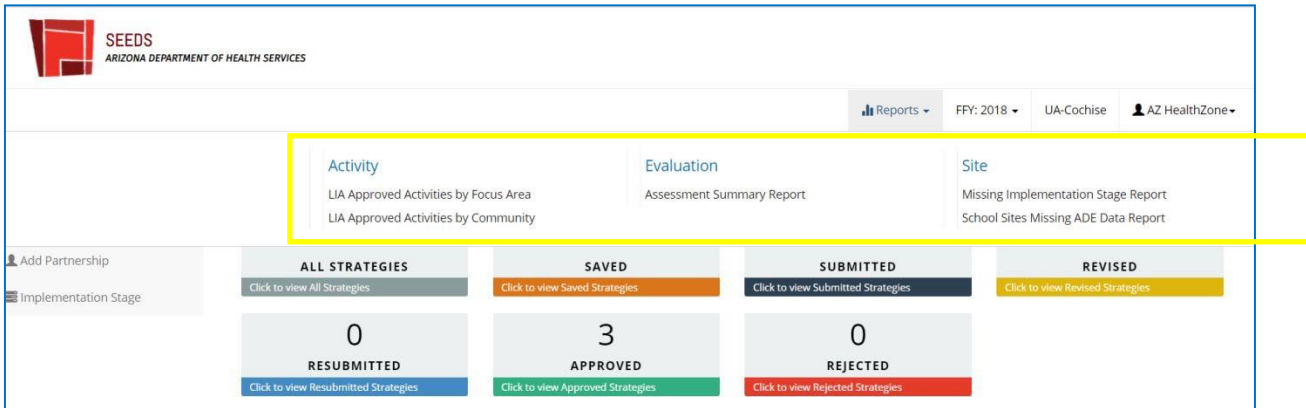 SEEDS
ARIZONA DEPARTMENT OF HEALTH SERVICES
Reports FFY: 2018 UA-Cochise AZ HealthZone
Activity Evaluation Site
LIA Approved Activities by Focus Area Assessment Summary Report Missing Implementation Stage Report
LIA Approved Activities by Community School Sites Missing ADE Data Report
Add Partnership ALL STRATEGIES SAVED SUBMITTED REVISED
Click to view All Strategies Click to view Saved Strategies Click to view Submitted Strategies Click to view Revised Strategies
Implementation Stage
0 3 0
RESUBMITTED APPROVED REJECTED
Click to view Resubmitted Strategies Click to view Approved Strategies Click to view Rejected Strategies